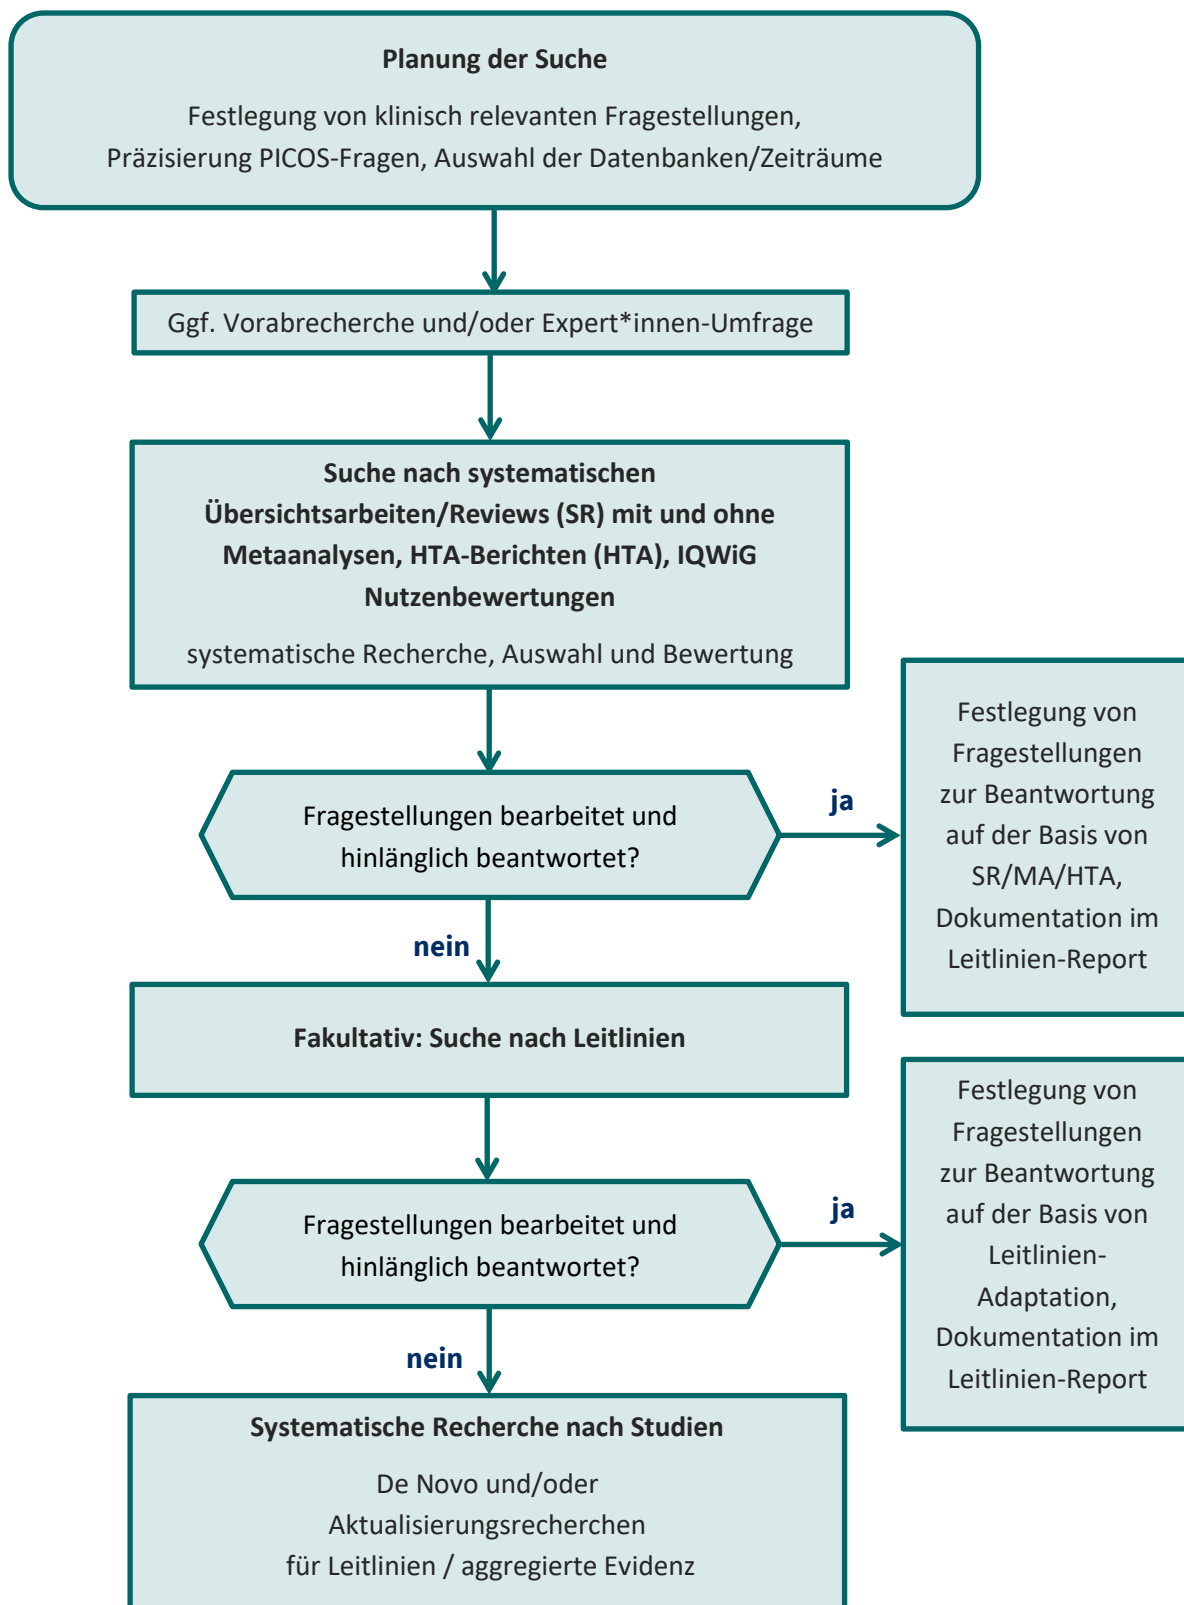 Planung der Suche
Festlegung von klinisch relevanten Fragestellungen,
Präzisierung PICOS-Fragen, Auswahl der Datenbanken/Zeiträume
Ggf. Vorabrecherche und/oder Expert*innen-Umfrage
Suche nach systematischen
Übersichtsarbeiten/Reviews (SR) mit und ohne
Metaanalysen, HTA-Berichten (HTA), IQWiG
Nutzenbewertungen
systematische Recherche, Auswahl und Bewertung
Fragestellungen bearbeitet und
hinlänglich beantwortet?
ja
Festlegung von
Fragestellungen
zur Beantwortung
auf der Basis von
SR/MA/HTA,
Dokumentation im
Leitlinien-Report
nein
Fakultativ: Suche nach Leitlinien
Fragestellungen bearbeitet und
hinlänglich beantwortet?
ja
Festlegung von
Fragestellungen
zur Beantwortung
auf der Basis von
Leitlinien-
Adaptation,
Dokumentation im
Leitlinien-Report
nein
Systematische Recherche nach Studien
De Novo und/oder
Aktualisierungsrecherchen
für Leitlinien / aggregierte Evidenz